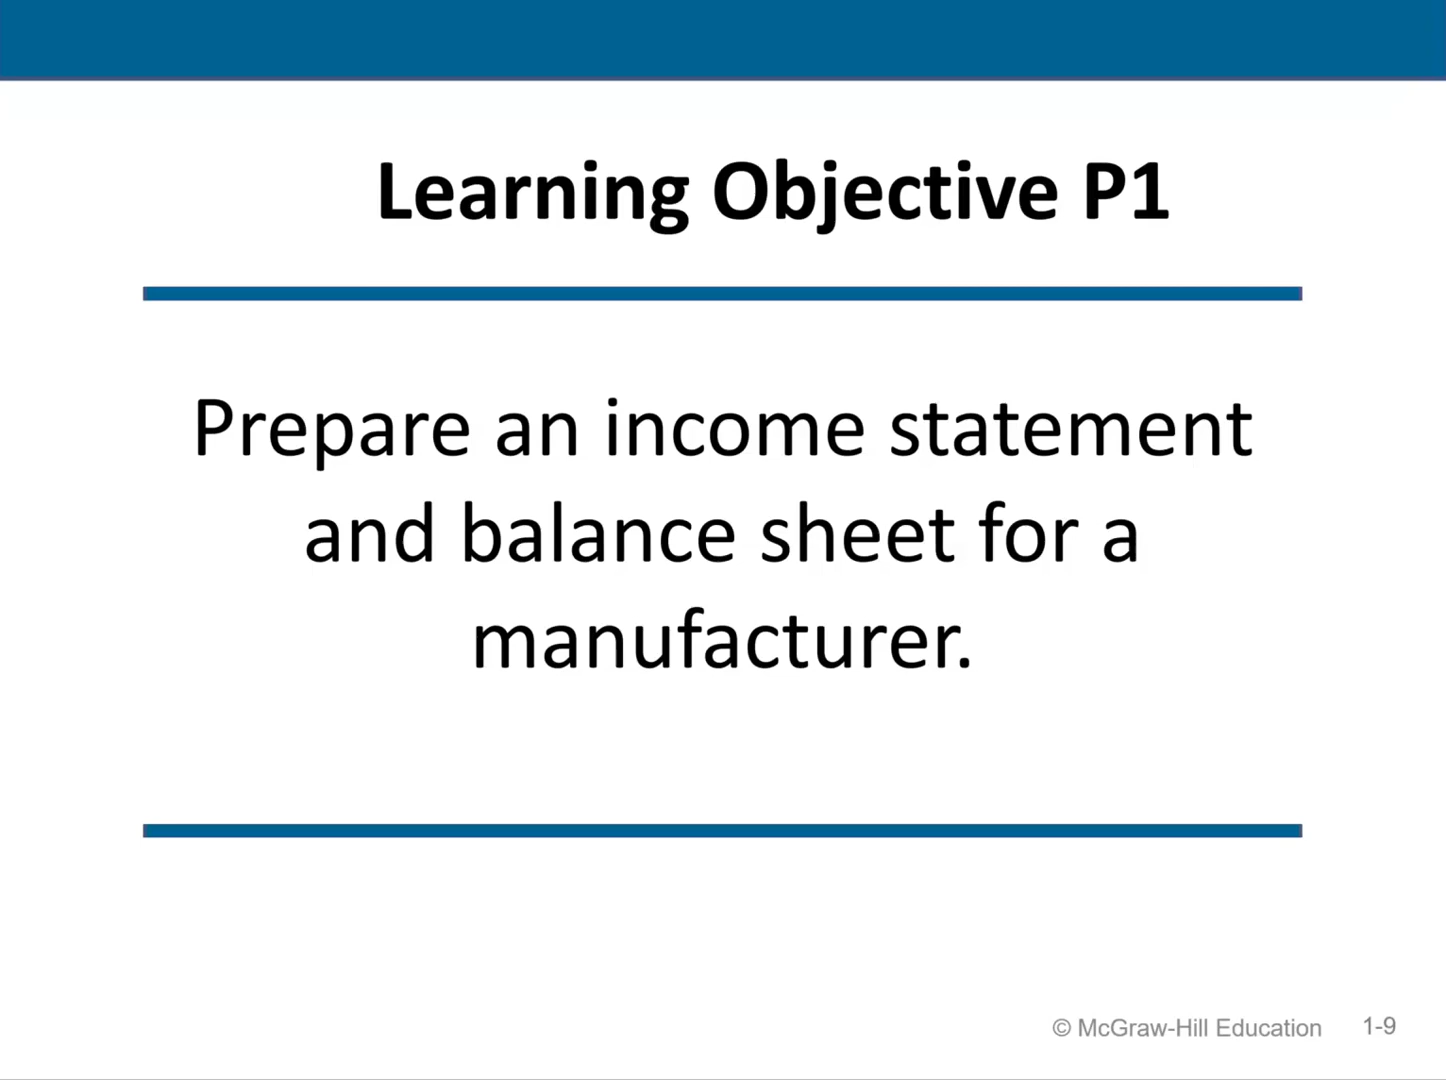 Learning Objective P1
Prepare an income statement
and balance sheet for a
manufacturer.
© McGraw-Hill Education 1-9